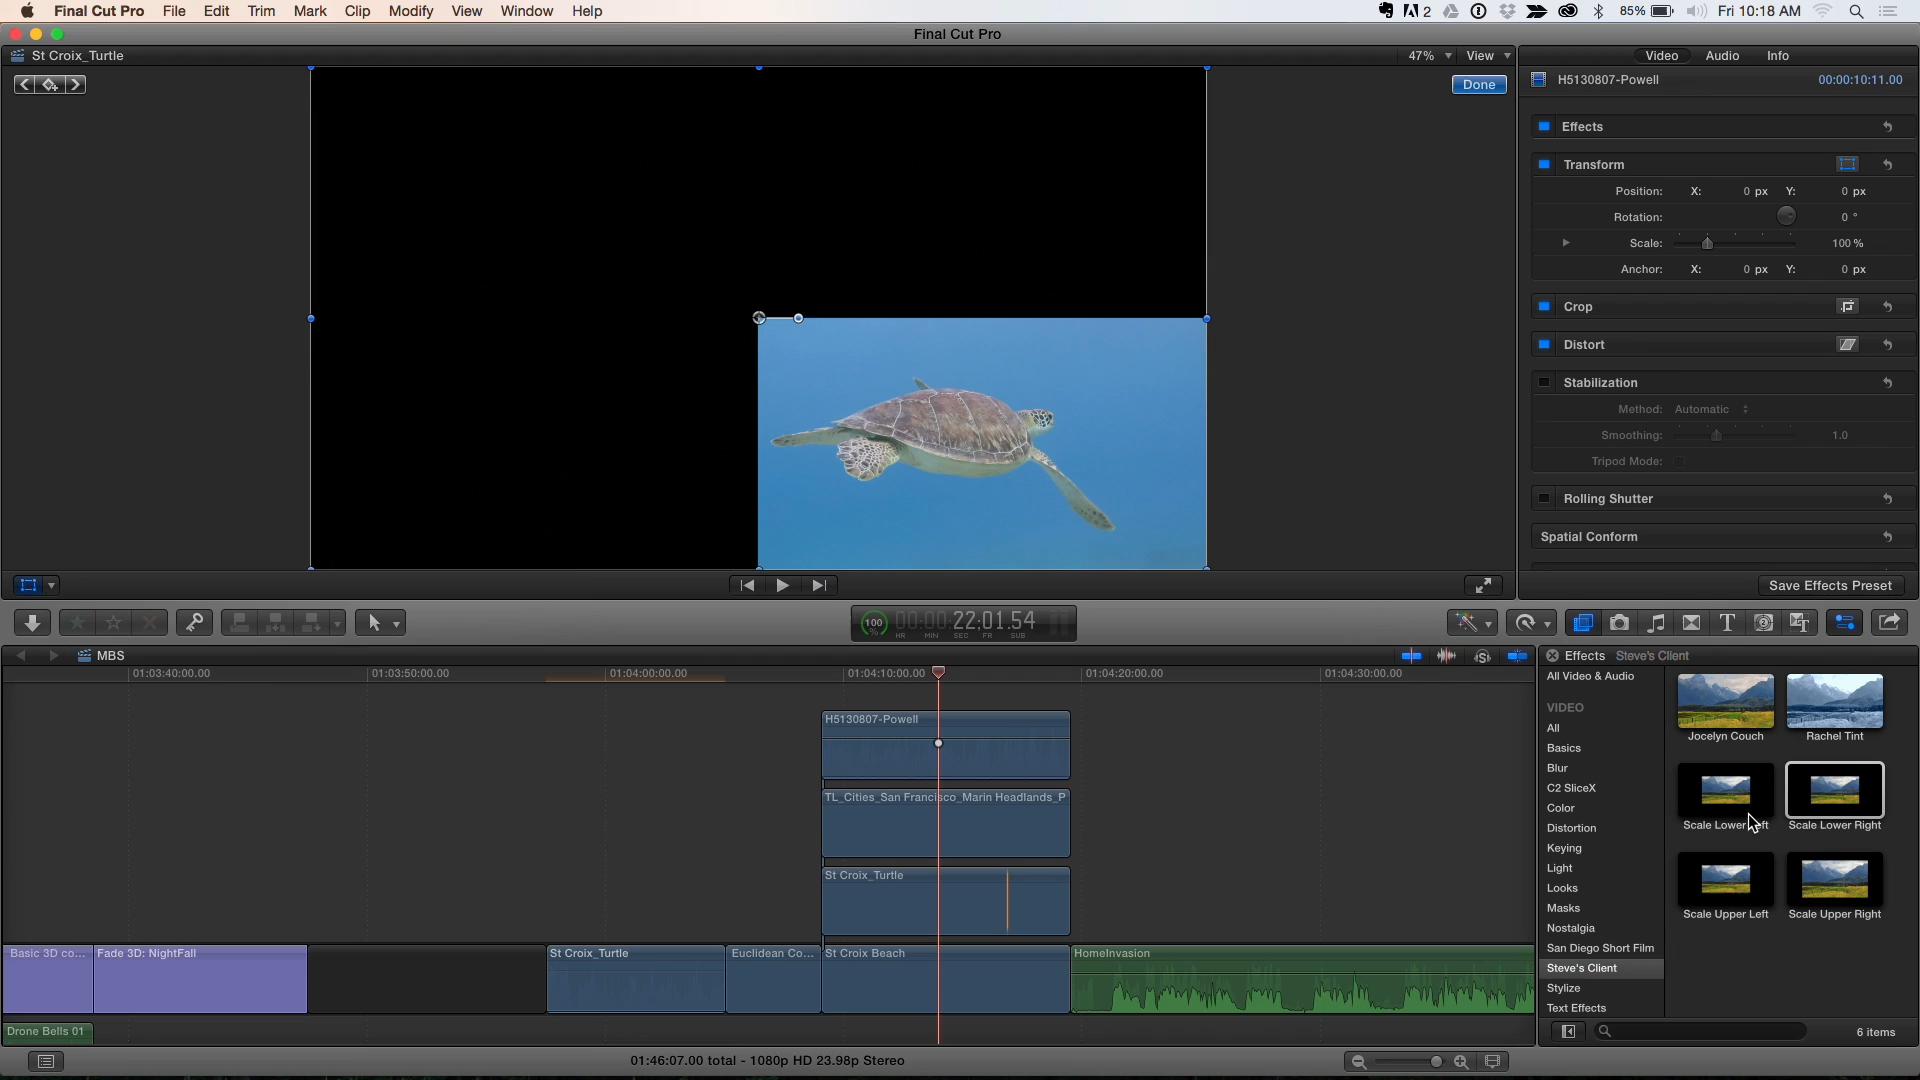 Final Cut Pro File Edit Trim Mark Clip Modify View Window Help 2 85% Fri 10:18 AM
Final Cut Pro
St Croix_Turtle 47% View Video Audio Info
Done H5130807-Powell 00:00:10:11.00
Effects
Transform
Position: X: 0 px Y: 0 px
Rotation: 0 °
Scale: 100 %
Anchor: X: 0 px Y: 0 px
Crop
Distort
Stabilization
Method: Automatic
Smoothing: 1.0
Tripod Mode:
Rolling Shutter
Spatial Conform
Save Effects Preset
100 % 00:00:22:01.54
HR MIN SEC FR SUB
MBS Effects Steve's Client
01:03:40:00.00 01:03:50:00.00 01:04:00:00.00 01:04:10:00.00 01:04:20:00.00 01:04:30:00.00
All Video & Audio
VIDEO
All
Basics
Blur
C2 SliceX
Color
Distortion
Keying
Light
Looks
Masks
Nostalgia
San Diego Short Film
Steve's Client
Stylize
Text Effects
Jocelyn Couch Rachel Tint
Scale Lower Left Scale Lower Right
Scale Upper Left Scale Upper Right
H5130807-Powell
TL_Cities_San Francisco_Marin Headlands_P
St Croix_Turtle
Basic 3D co... Fade 3D: NightFall St Croix_Turtle Euclidean Co... St Croix Beach HomeInvasion
Drone Bells 01
6 items
01:46:07.00 total - 1080p HD 23.98p Stereo